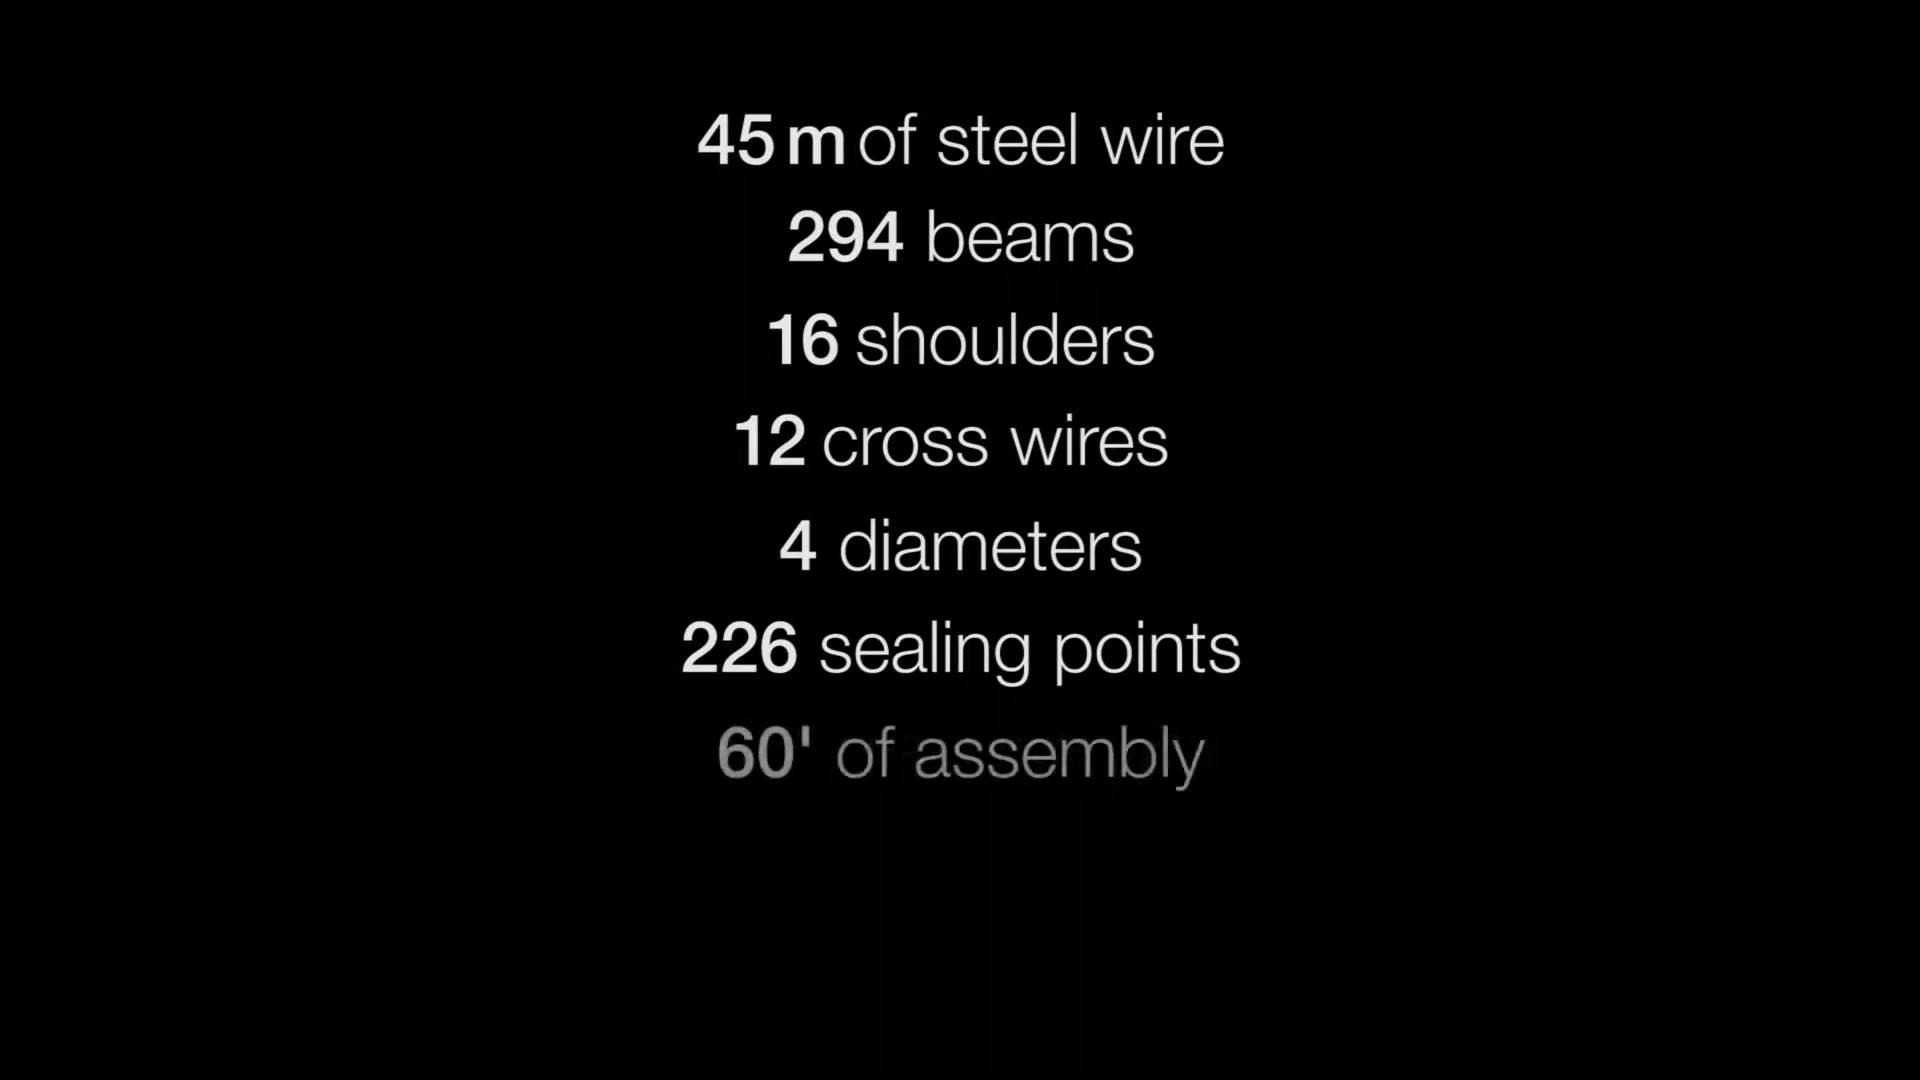 45 m of steel wire
294 beams
16 shoulders
12 cross wires
4 diameters
226 sealing points
60' of assembly